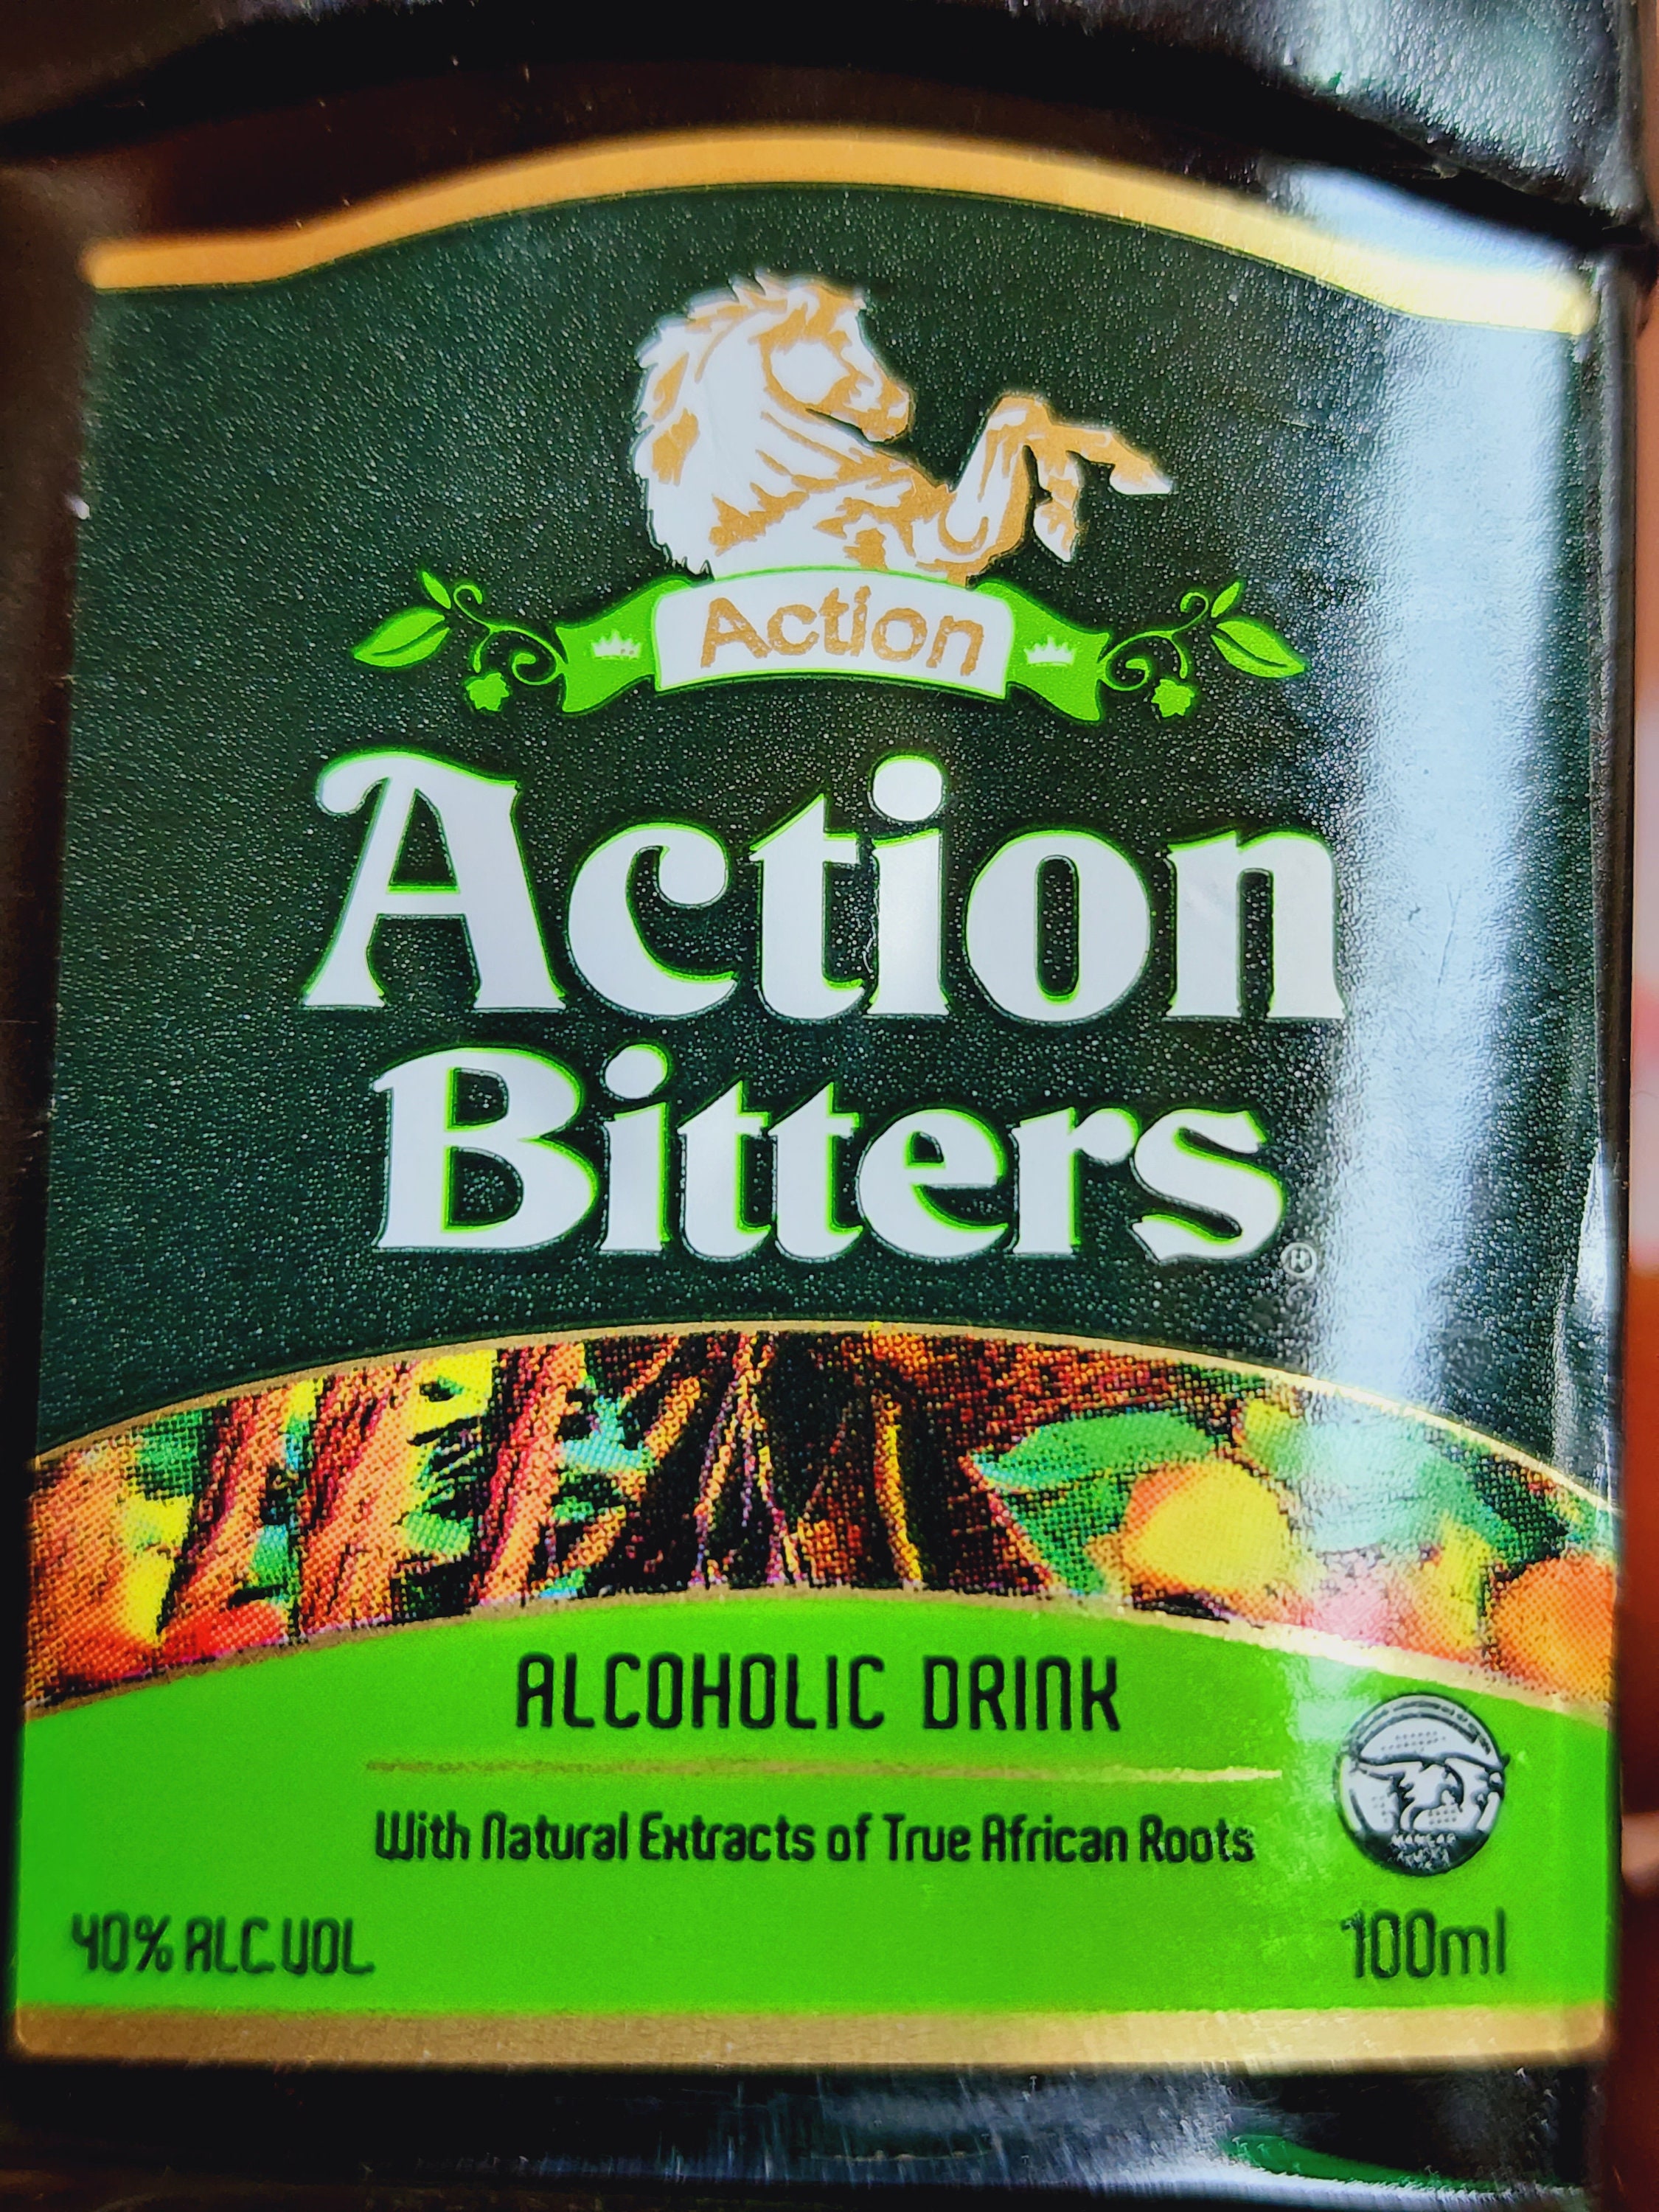 Action
Action
Bitters®
ALCOHOLIC DRINK
With Natural Extracts of True African Roots
40% ALC.VOL
100ml